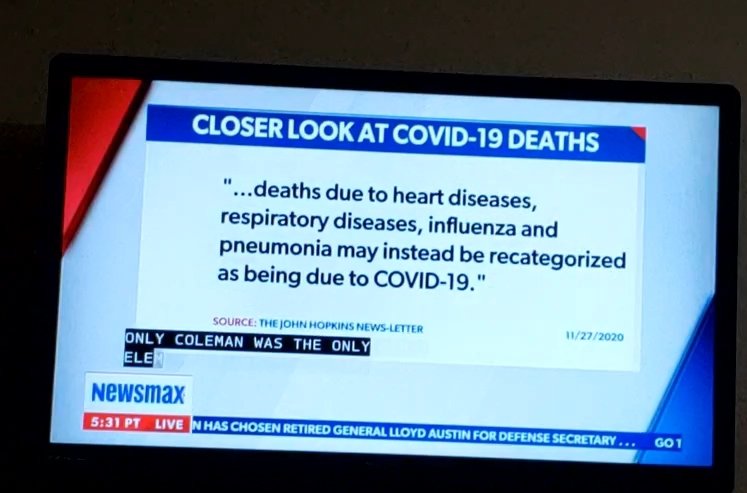 CLOSER LOOK AT COVID-19 DEATHS
"...deaths due to heart diseases,
respiratory diseases, influenza and
pneumonia may instead be recategorized
as being due to COVID-19."
SOURCE: THE JOHN HOPKINS NEWS-LETTER
11/27/2020
ONLY COLEMAN WAS THE ONLY
ELEM
Newsmax
5:31 PT LIVE
N HAS CHOSEN RETIRED GENERAL LLOYD AUSTIN FOR DEFENSE SECRETARY... GOT